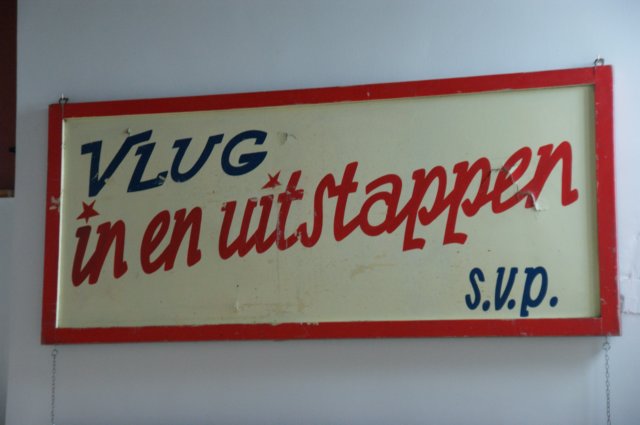 VLUG
in en uitstappen
s.v.p.